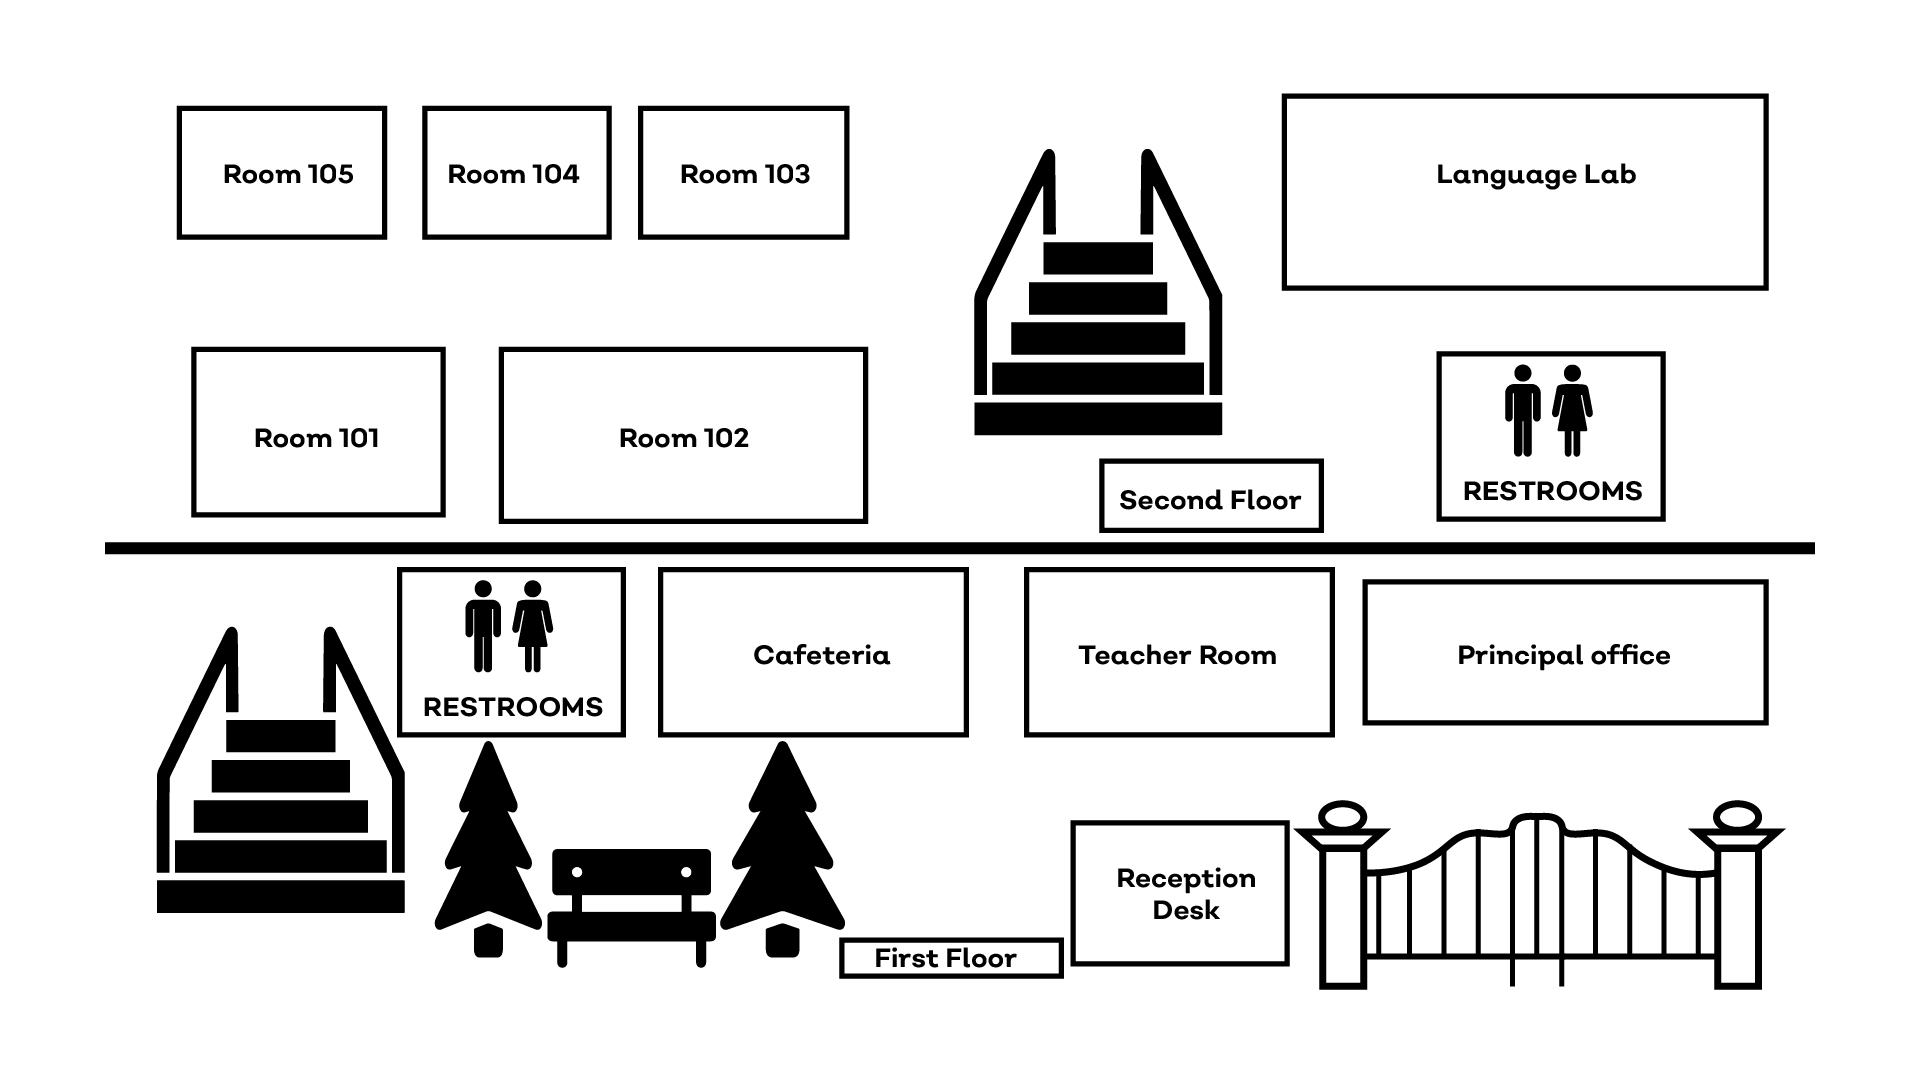 Room 105
Room 104
Room 103
Language Lab
Room 101
Room 102
RESTROOMS
Second Floor
RESTROOMS
Cafeteria
Teacher Room
Principal office
Reception
Desk
First Floor